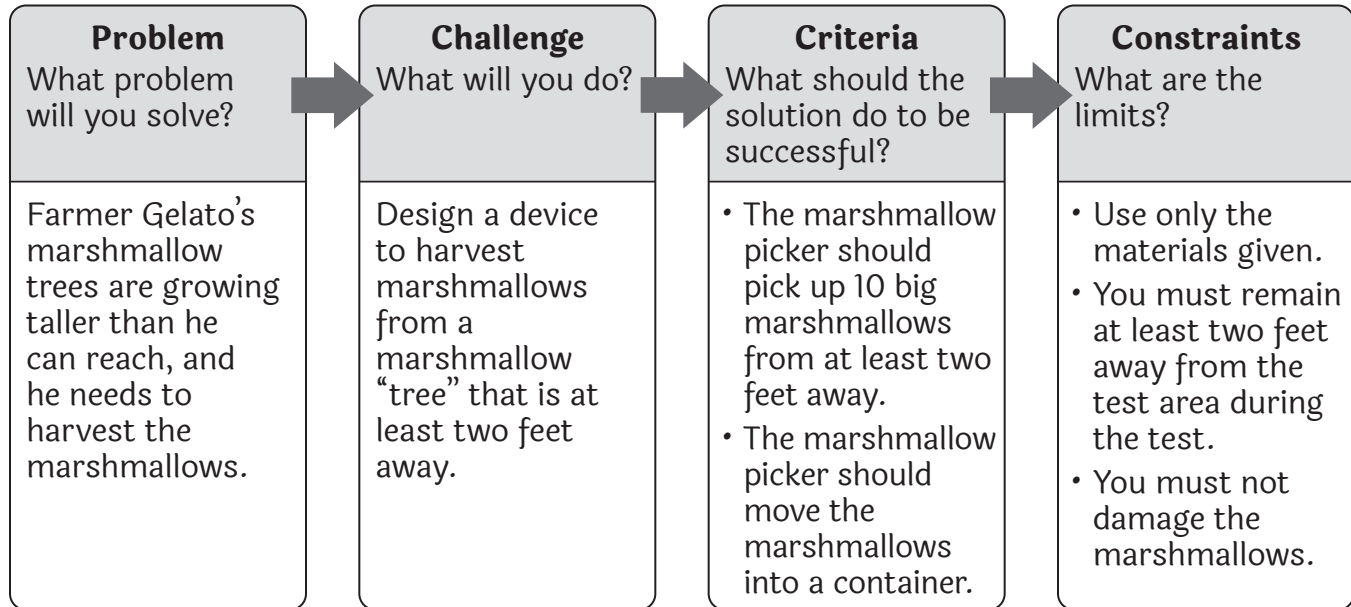 Problem
What problem
will you solve?
Farmer Gelato’s
marshmallow
trees are growing
taller than he
can reach, and
he needs to
harvest the
marshmallows.
Challenge
What will you do?
Design a device
to harvest
marshmallows
from a
marshmallow
“tree” that is at
least two feet
away.
Criteria
What should the
solution do to be
successful?
• The marshmallow
picker should
pick up 10 big
marshmallows
from at least two
feet away.
• The marshmallow
picker should
move the
marshmallows
into a container.
Constraints
What are the
limits?
• Use only the
materials given.
• You must remain
at least two feet
away from the
test area during
the test.
• You must not
damage the
marshmallows.